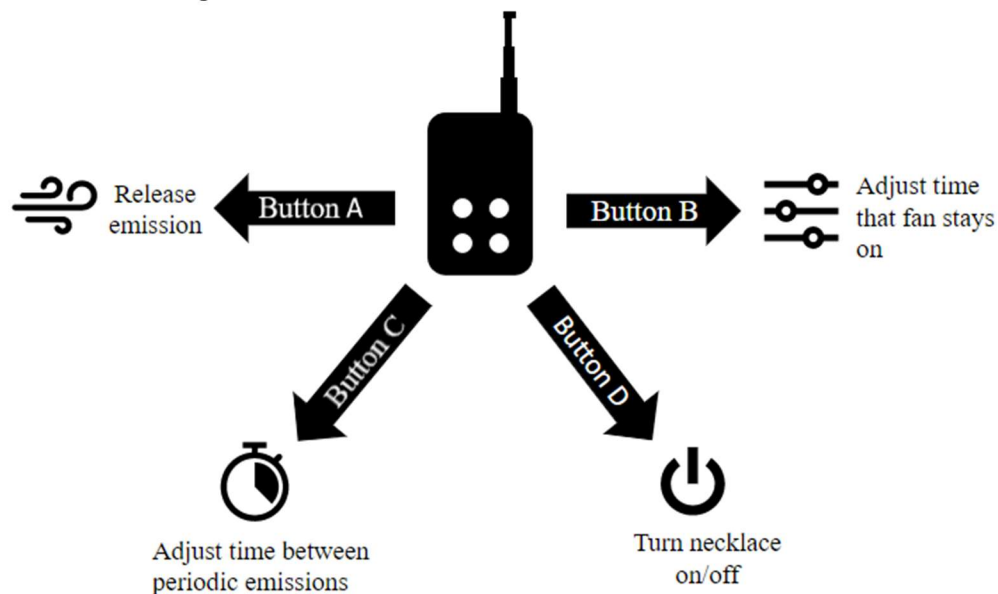 Release
emission
Button A
Button B
Adjust time
that fan stays
on
Button C
Button D
Adjust time between
periodic emissions
Turn necklace
on/off